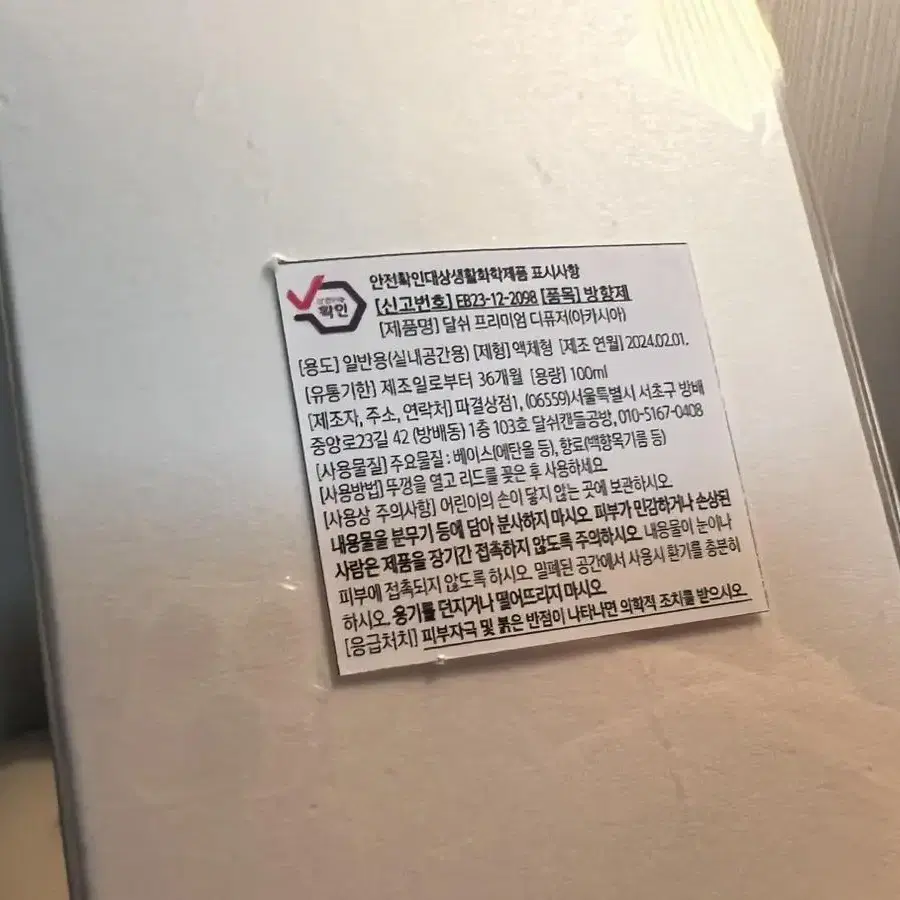 확인
안전확인대상생활화학제품 표시사항
[신고번호] EB23-12-2098 [품목] 방향제
[제품명] 달쉬 프리미엄 디퓨저(아카시아)
[용도] 일반용(실내공간용) [제형] 액체형 [제조 연월] 2024.02.01.
[유통기한] 제조일로부터 36개월 [용량] 100ml
[제조자, 주소, 연락처] 파결상점1, (06559)서울특별시 서초구 방배
중앙로23길 42 (방배동) 1층 103호 달쉬캔들공방, 010-5167-0408
[사용물질] 주요물질 : 베이스(에탄올 등), 향료(백항목기름 등)
[사용방법] 뚜껑을 열고 리드를 꽂은 후 사용하세요
[사용상 주의사항] 어린이의 손이 닿지 않는 곳에 보관하시오.
내용물을 분무기 등에 담아 분사하지 마시오. 피부가 민감하거나 손상된
사람은 제품을 장기간 접촉하지 않도록 주의하시오. 내용물이 눈이나
피부에 접촉되지 않도록 하시오. 밀폐된 공간에서 사용시 환기를 충분히
하시오. 용기를 던지거나 떨어뜨리지 마시오.
[응급처치] 피부자극 및 붉은 반점이 나타나면 의학적 조치를 받으시오.